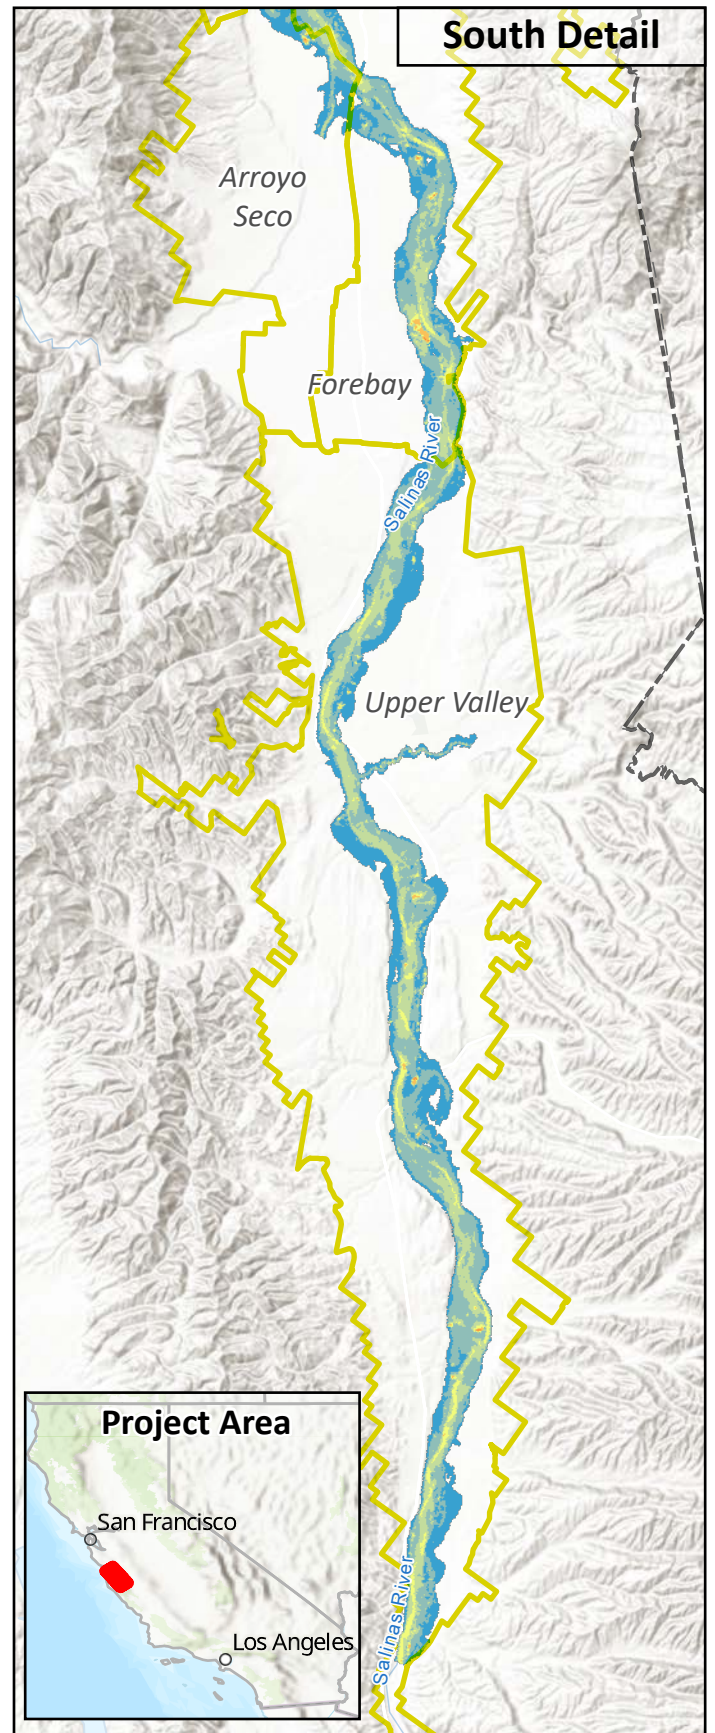 South Detail
Arroyo
Seco
Forebay
Salinas River
Upper Valley
Project Area
San Francisco
Los Angeles
Salinas River